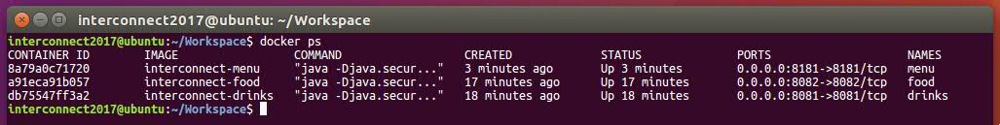 interconnect2017@ubuntu: ~/Workspace
interconnect2017@ubuntu:~/Workspace$ docker ps
CONTAINER ID IMAGE COMMAND CREATED STATUS PORTS NAMES
8a79a0c71720 interconnect-menu "java -Djava.secur..." 3 minutes ago Up 3 minutes 0.0.0.0:8181->8181/tcp menu
a91eca91b057 interconnect-food "java -Djava.secur..." 17 minutes ago Up 17 minutes 0.0.0.0:8082->8082/tcp food
db75547ff3a2 interconnect-drinks "java -Djava.secur..." 18 minutes ago Up 18 minutes 0.0.0.0:8081->8081/tcp drinks
interconnect2017@ubuntu:~/Workspace$